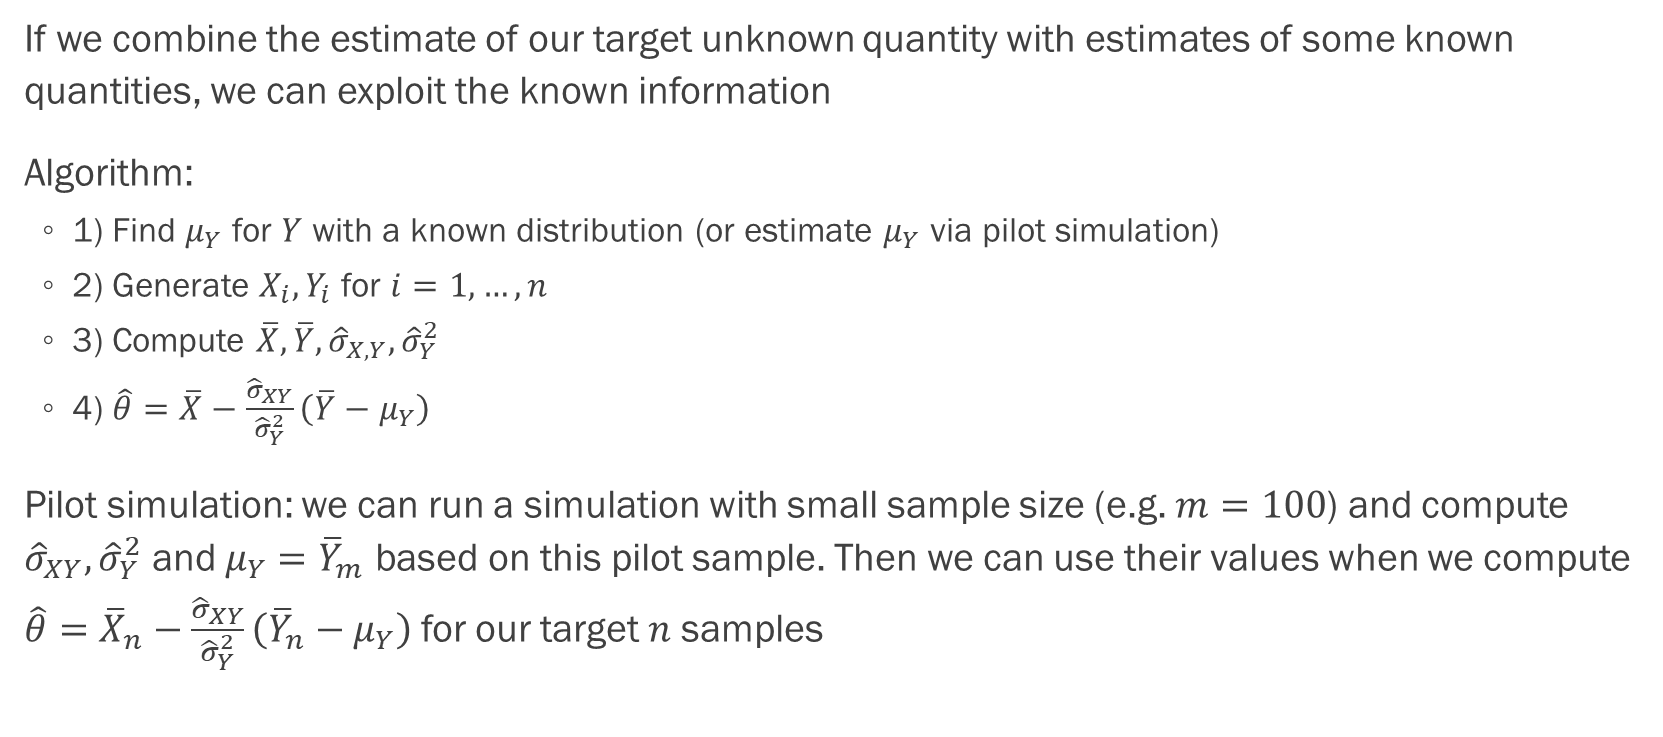 If we combine the estimate of our target unknown quantity with estimates of some known
quantities, we can exploit the known information
Algorithm:
◦ 1) Find μ_Y for Y with a known distribution (or estimate μ_Y via pilot simulation)
◦ 2) Generate X_i, Y_i for i = 1, … , n
◦ 3) Compute X̄, Ȳ, σ̂_{X,Y}, σ̂_Y^2
◦ 4) θ̂ = X̄ − \frac{σ̂_{XY}}{σ̂_Y^2} (Ȳ − μ_Y)
Pilot simulation: we can run a simulation with small sample size (e.g. m = 100) and compute
σ̂_{XY}, σ̂_Y^2 and μ_Y = Ȳ_m based on this pilot sample. Then we can use their values when we compute
θ̂ = X̄_n − \frac{σ̂_{XY}}{σ̂_Y^2} (Ȳ_n − μ_Y) for our target n samples